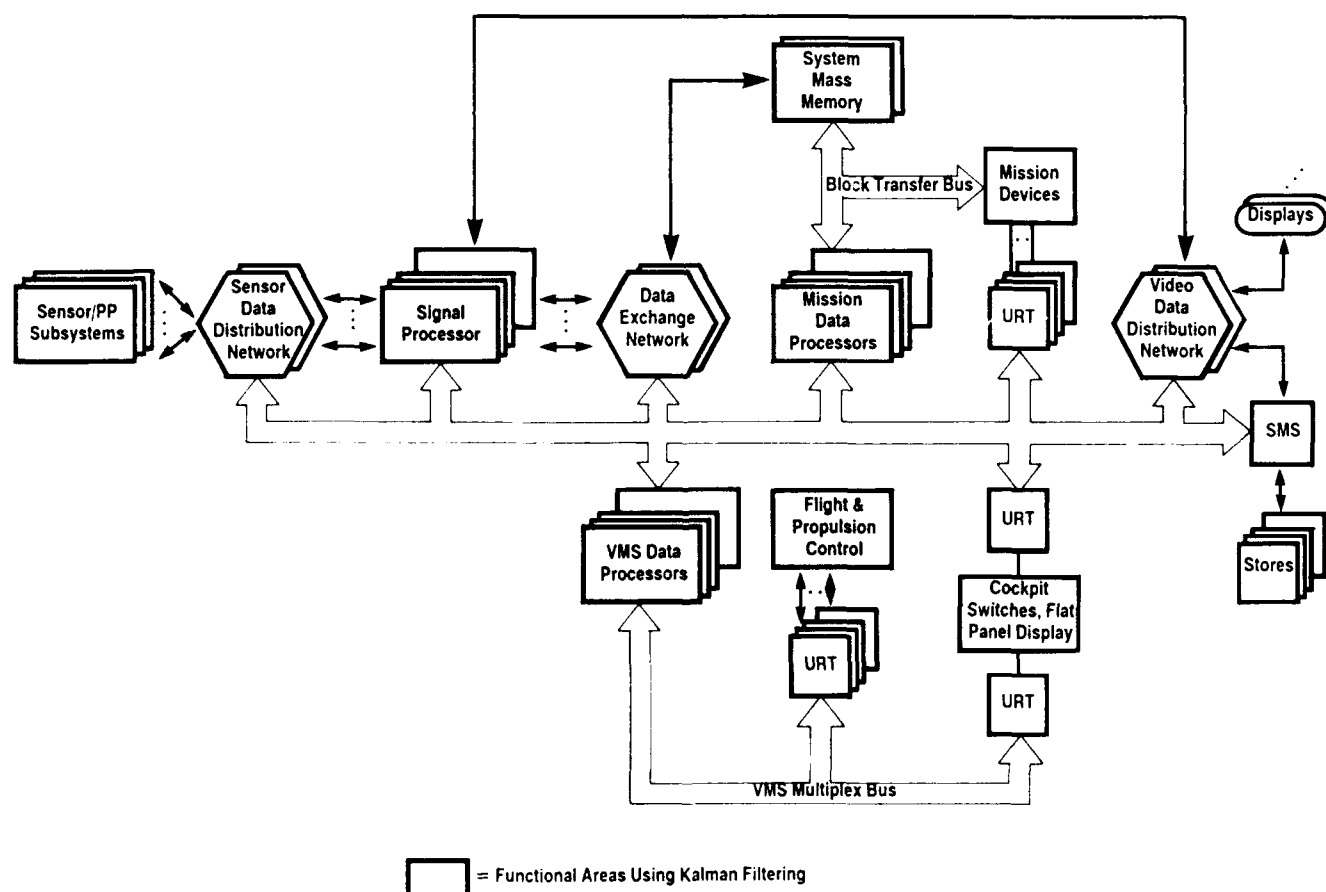 System
Mass
Memory
Block Transfer Bus
Mission
Devices
Displays
Sensor/PP
Subsystems
Sensor
Data
Distribution
Network
Signal
Processor
Data
Exchange
Network
Mission
Data
Processors
URT
Video
Data
Distribution
Network
SMS
Stores
VMS Data
Processors
Flight &
Propulsion
Control
URT
URT
Cockpit
Switches, Flat
Panel Display
URT
VMS Multiplex Bus
= Functional Areas Using Kalman Filtering